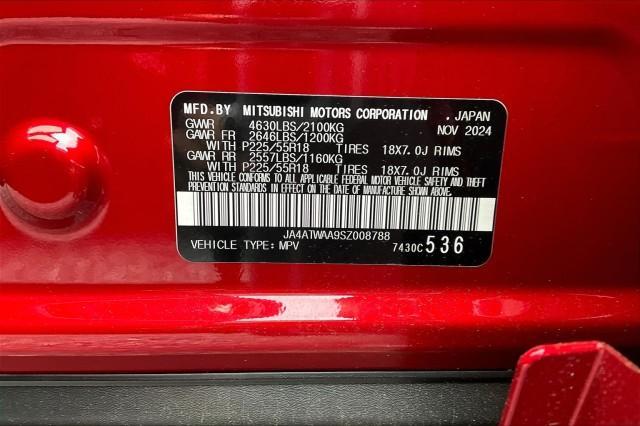 MFD.BY MITSUBISHI MOTORS CORPORATION , JAPAN
GVWR 4630LBS/2100KG NOV 2024
GAWR FR 2646LBS/1200KG
WITH P225/55R18 TIRES 18X7.0J RIMS
GAWR RR 2557LBS/1160KG
WITH P225/55R18 TIRES 18X7.0J RIMS
THIS VEHICLE CONFORMS TO ALL APPLICABLE FEDERAL MOTOR VEHICLE SAFETY AND THEFT
PREVENTION STANDARDS IN EFFECT ON THE DATE OF MANUFACTURE SHOWN ABOVE.
JA4ATWAA9SZ008788
VEHICLE TYPE: MPV 7430C536